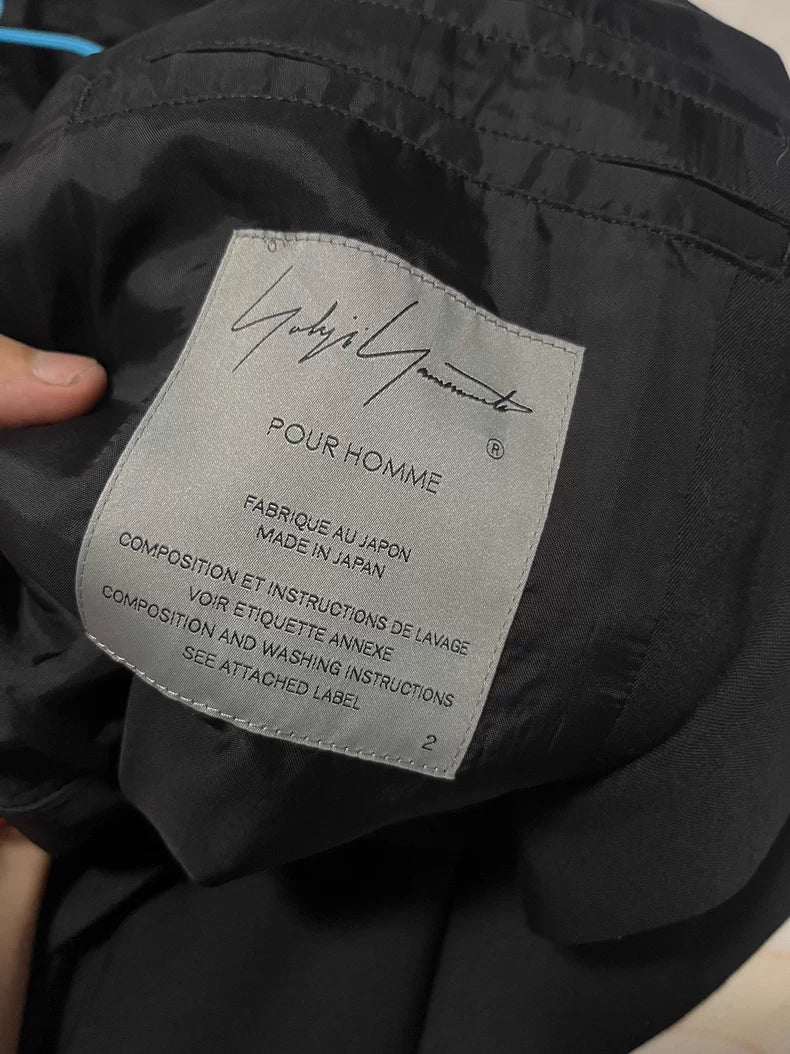 Yohji Yamamoto
®
POUR HOMME
FABRIQUE AU JAPON
MADE IN JAPAN
COMPOSITION ET INSTRUCTIONS DE LAVAGE
VOIR ETIQUETTE ANNEXE
COMPOSITION AND WASHING INSTRUCTIONS
SEE ATTACHED LABEL
2